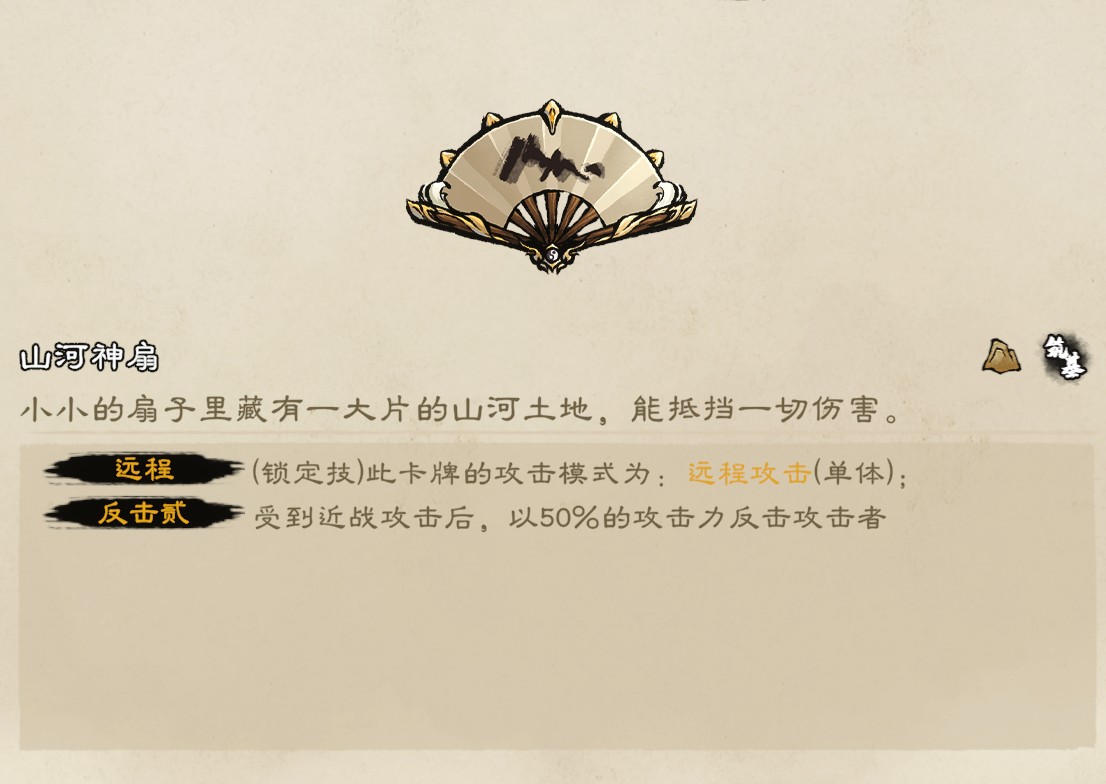 山河神扇 筑基
小小的扇子里藏有一大片的山河土地，能抵挡一切伤害。
远程 (锁定技)此卡牌的攻击模式为：远程攻击(单体)；
反击贰 受到近战攻击后，以50%的攻击力反击攻击者